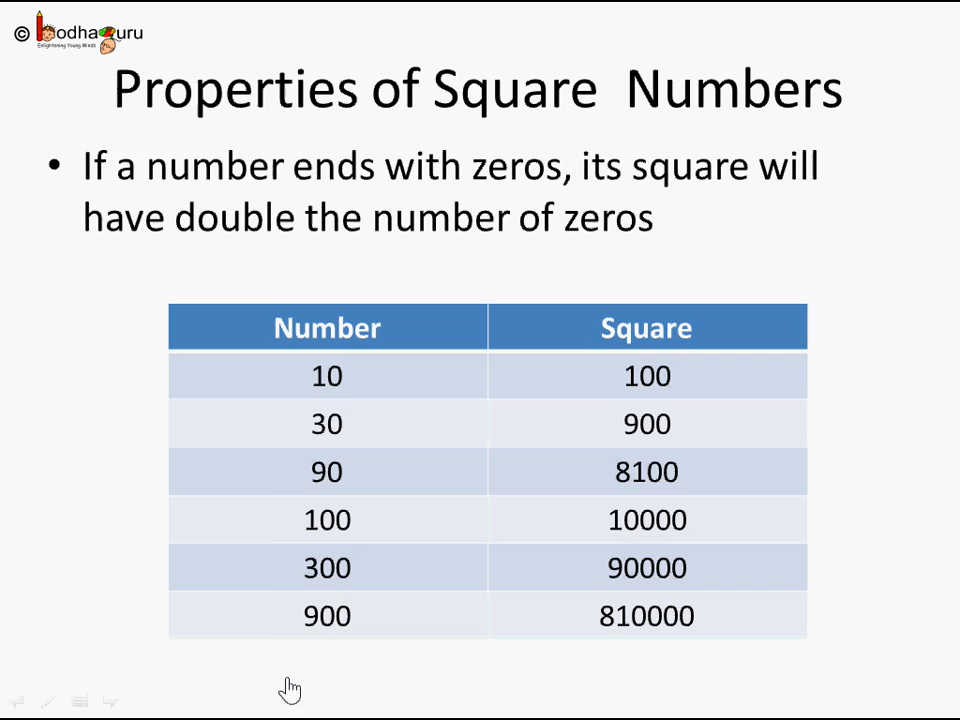 © BodhaGuru
Enlightening Young Minds
Properties of Square Numbers
• If a number ends with zeros, its square will
have double the number of zeros
Number Square
10 100
30 900
90 8100
100 10000
300 90000
900 810000